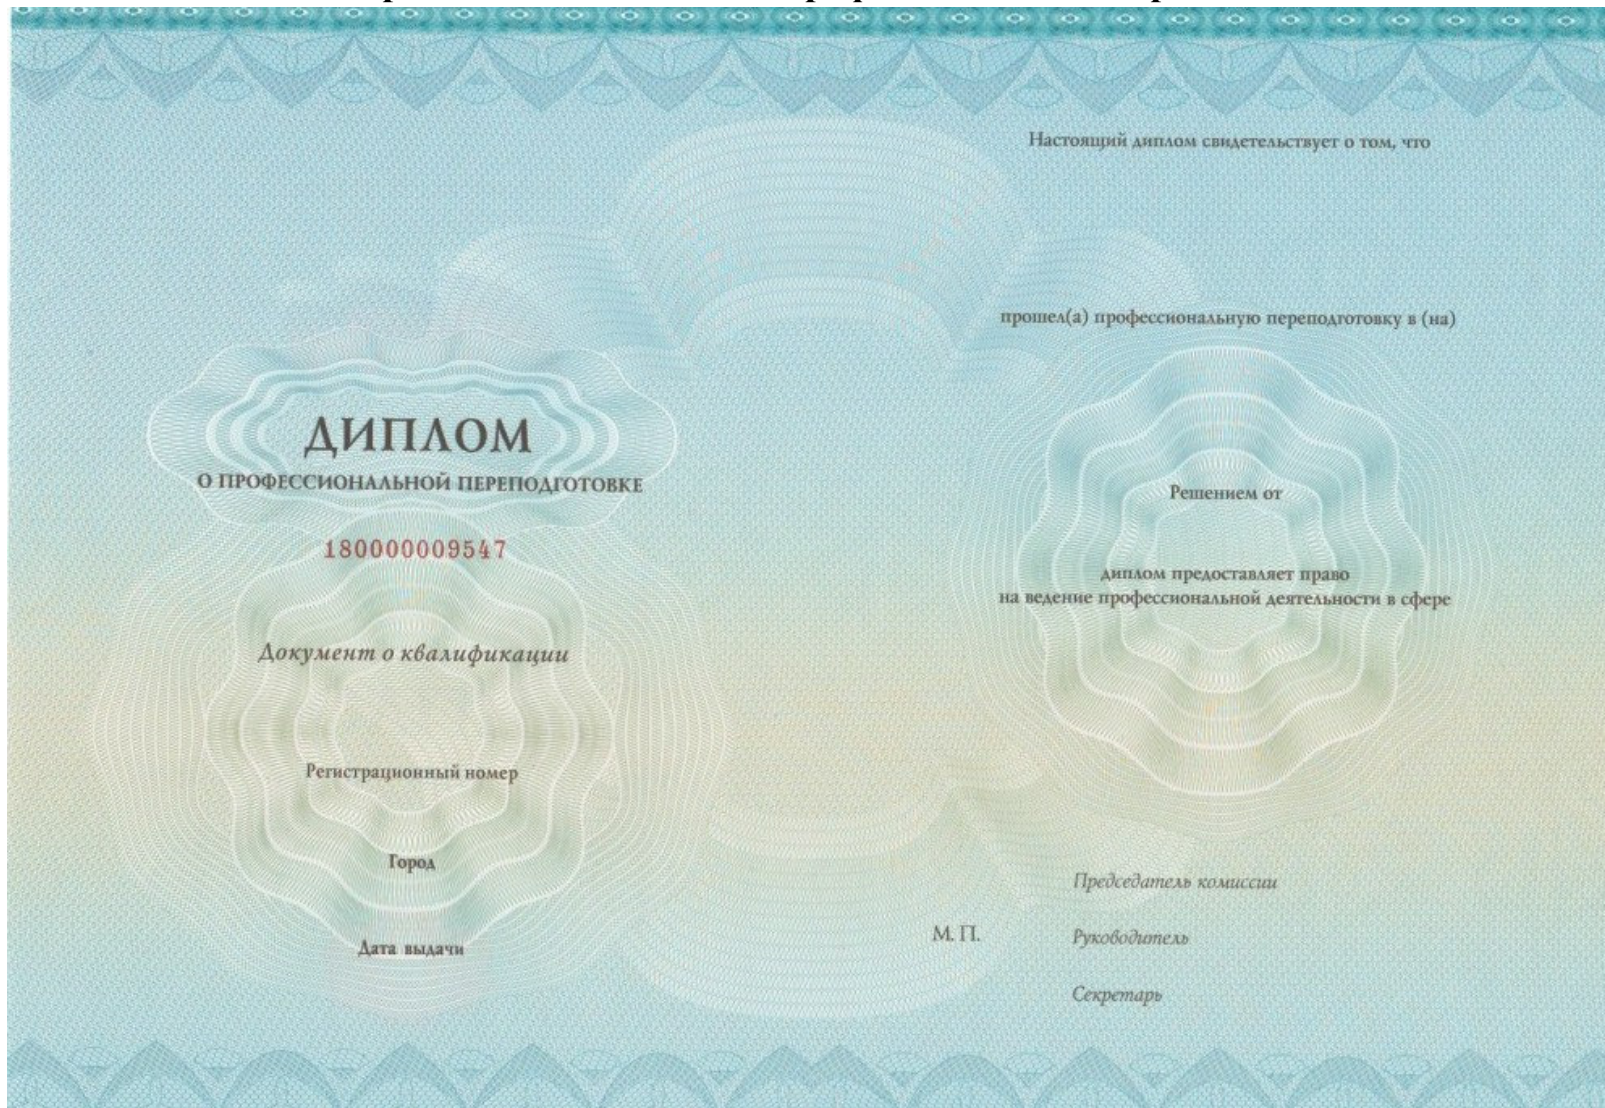 ДИПЛОМ
О ПРОФЕССИОНАЛЬНОЙ ПЕРЕПОДГОТОВКЕ
180000009547
Документ о квалификации
Регистрационный номер
Город
Дата выдачи
Настоящий диплом свидетельствует о том, что
прошел(а) профессиональную переподготовку в (на)
Решением от
диплом предоставляет право
на ведение профессиональной деятельности в сфере
Председатель комиссии
М. П.
Руководитель
Секретарь